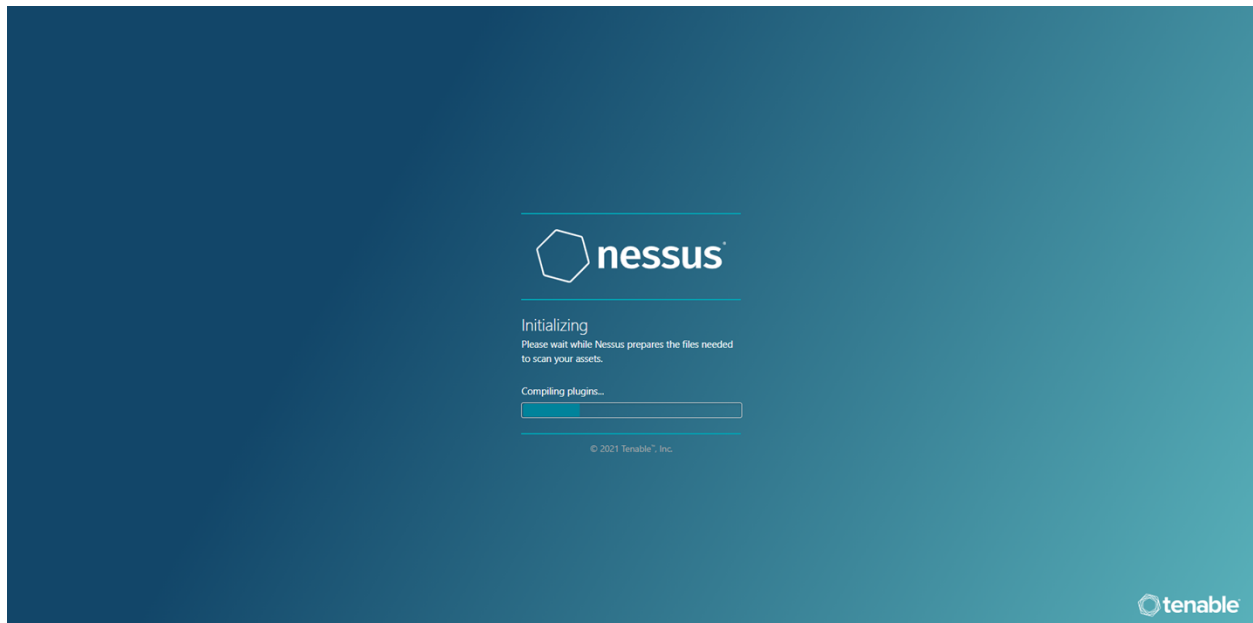 nessus
Initializing
Please wait while Nessus prepares the files needed
to scan your assets.
Compiling plugins...
© 2021 Tenable™, Inc.
tenable